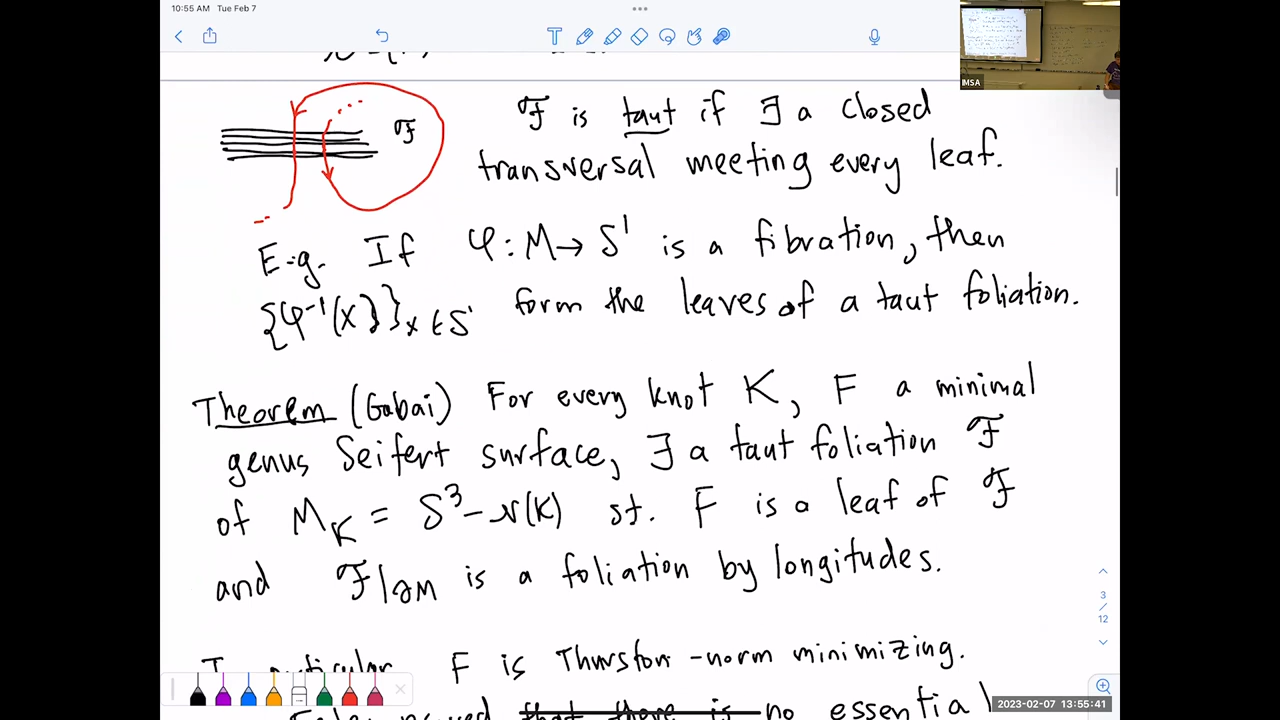 10:55 AM Tue Feb 7
IMSA
ℱ
ℱ is taut if ∃ a closed
transversal meeting every leaf.
E.g. If φ: M → S¹ is a fibration, then
{φ⁻¹(x)}ₓ ∈ S¹ form the leaves of a taut foliation.
Theorem (Gabai) For every knot K, F a minimal
genus Seifert surface, ∃ a taut foliation ℱ
of M_K = S³ - N(K) st. F is a leaf of ℱ
and ℱ|∂M is a foliation by longitudes.
F is Thurston-norm minimizing.
no essential
3
/
12
2023-02-07 13:55:41